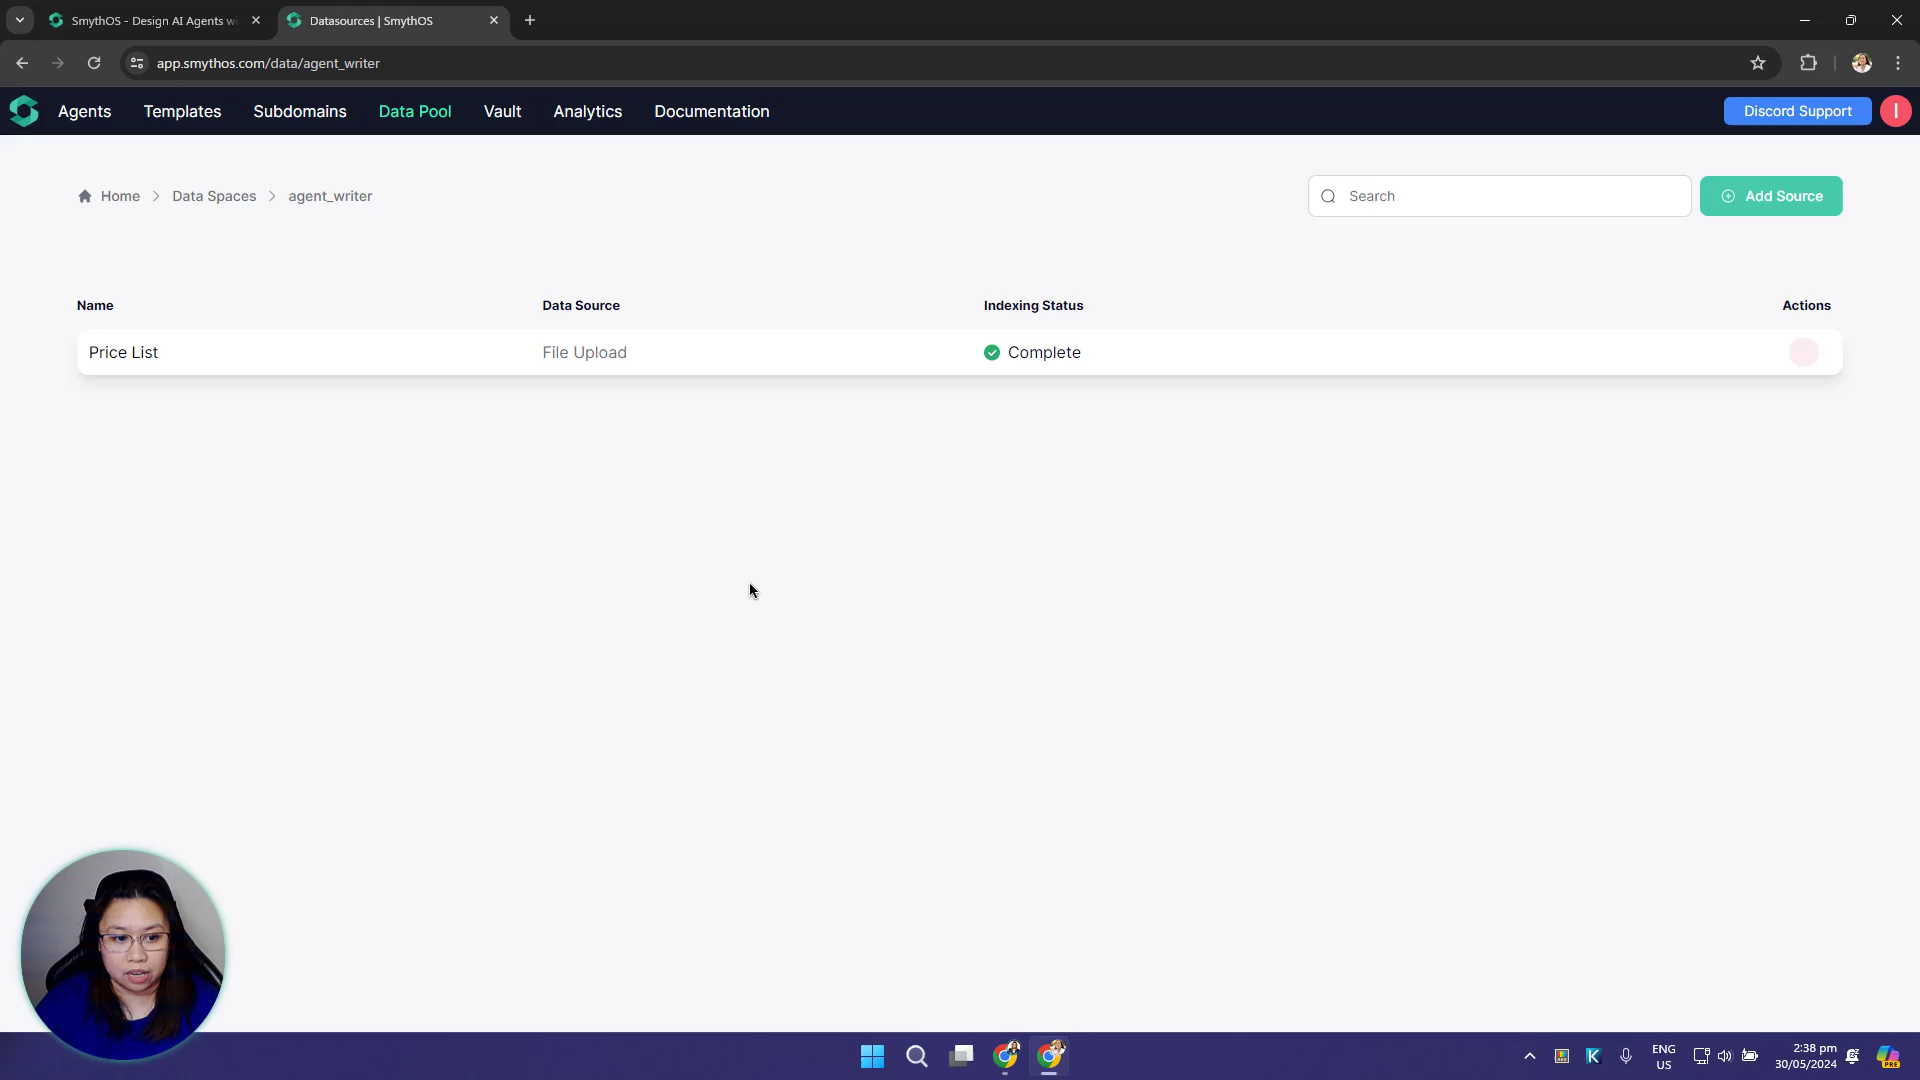 SmythOS - Design AI Agents w
Datasources | SmythOS
app.smythos.com/data/agent_writer
Agents
Templates
Subdomains
Data Pool
Vault
Analytics
Documentation
Discord Support
I
Home
Data Spaces
agent_writer
Search
Add Source
Name
Data Source
Indexing Status
Actions
Price List
File Upload
Complete
ENG
US
2:38 pm
30/05/2024
K
PRE